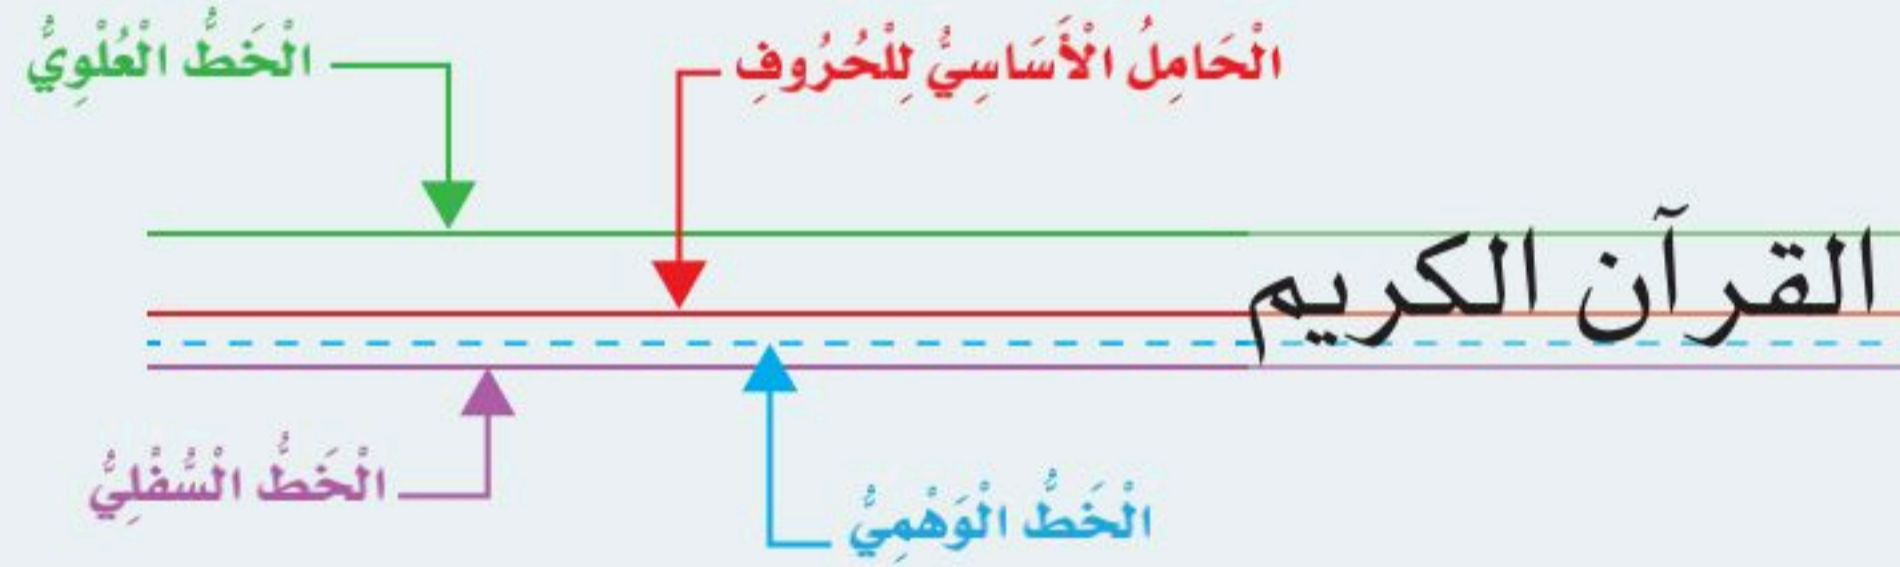 الْحَامِلُ الْأَسَاسِيُّ لِلْحُرُوفِ
الْخَطُّ الْعُلْوِيُّ
القرآن الكريم
الْخَطُّ السُّفْلِيُّ
الْخَطُّ الْوَهْمِيُّ